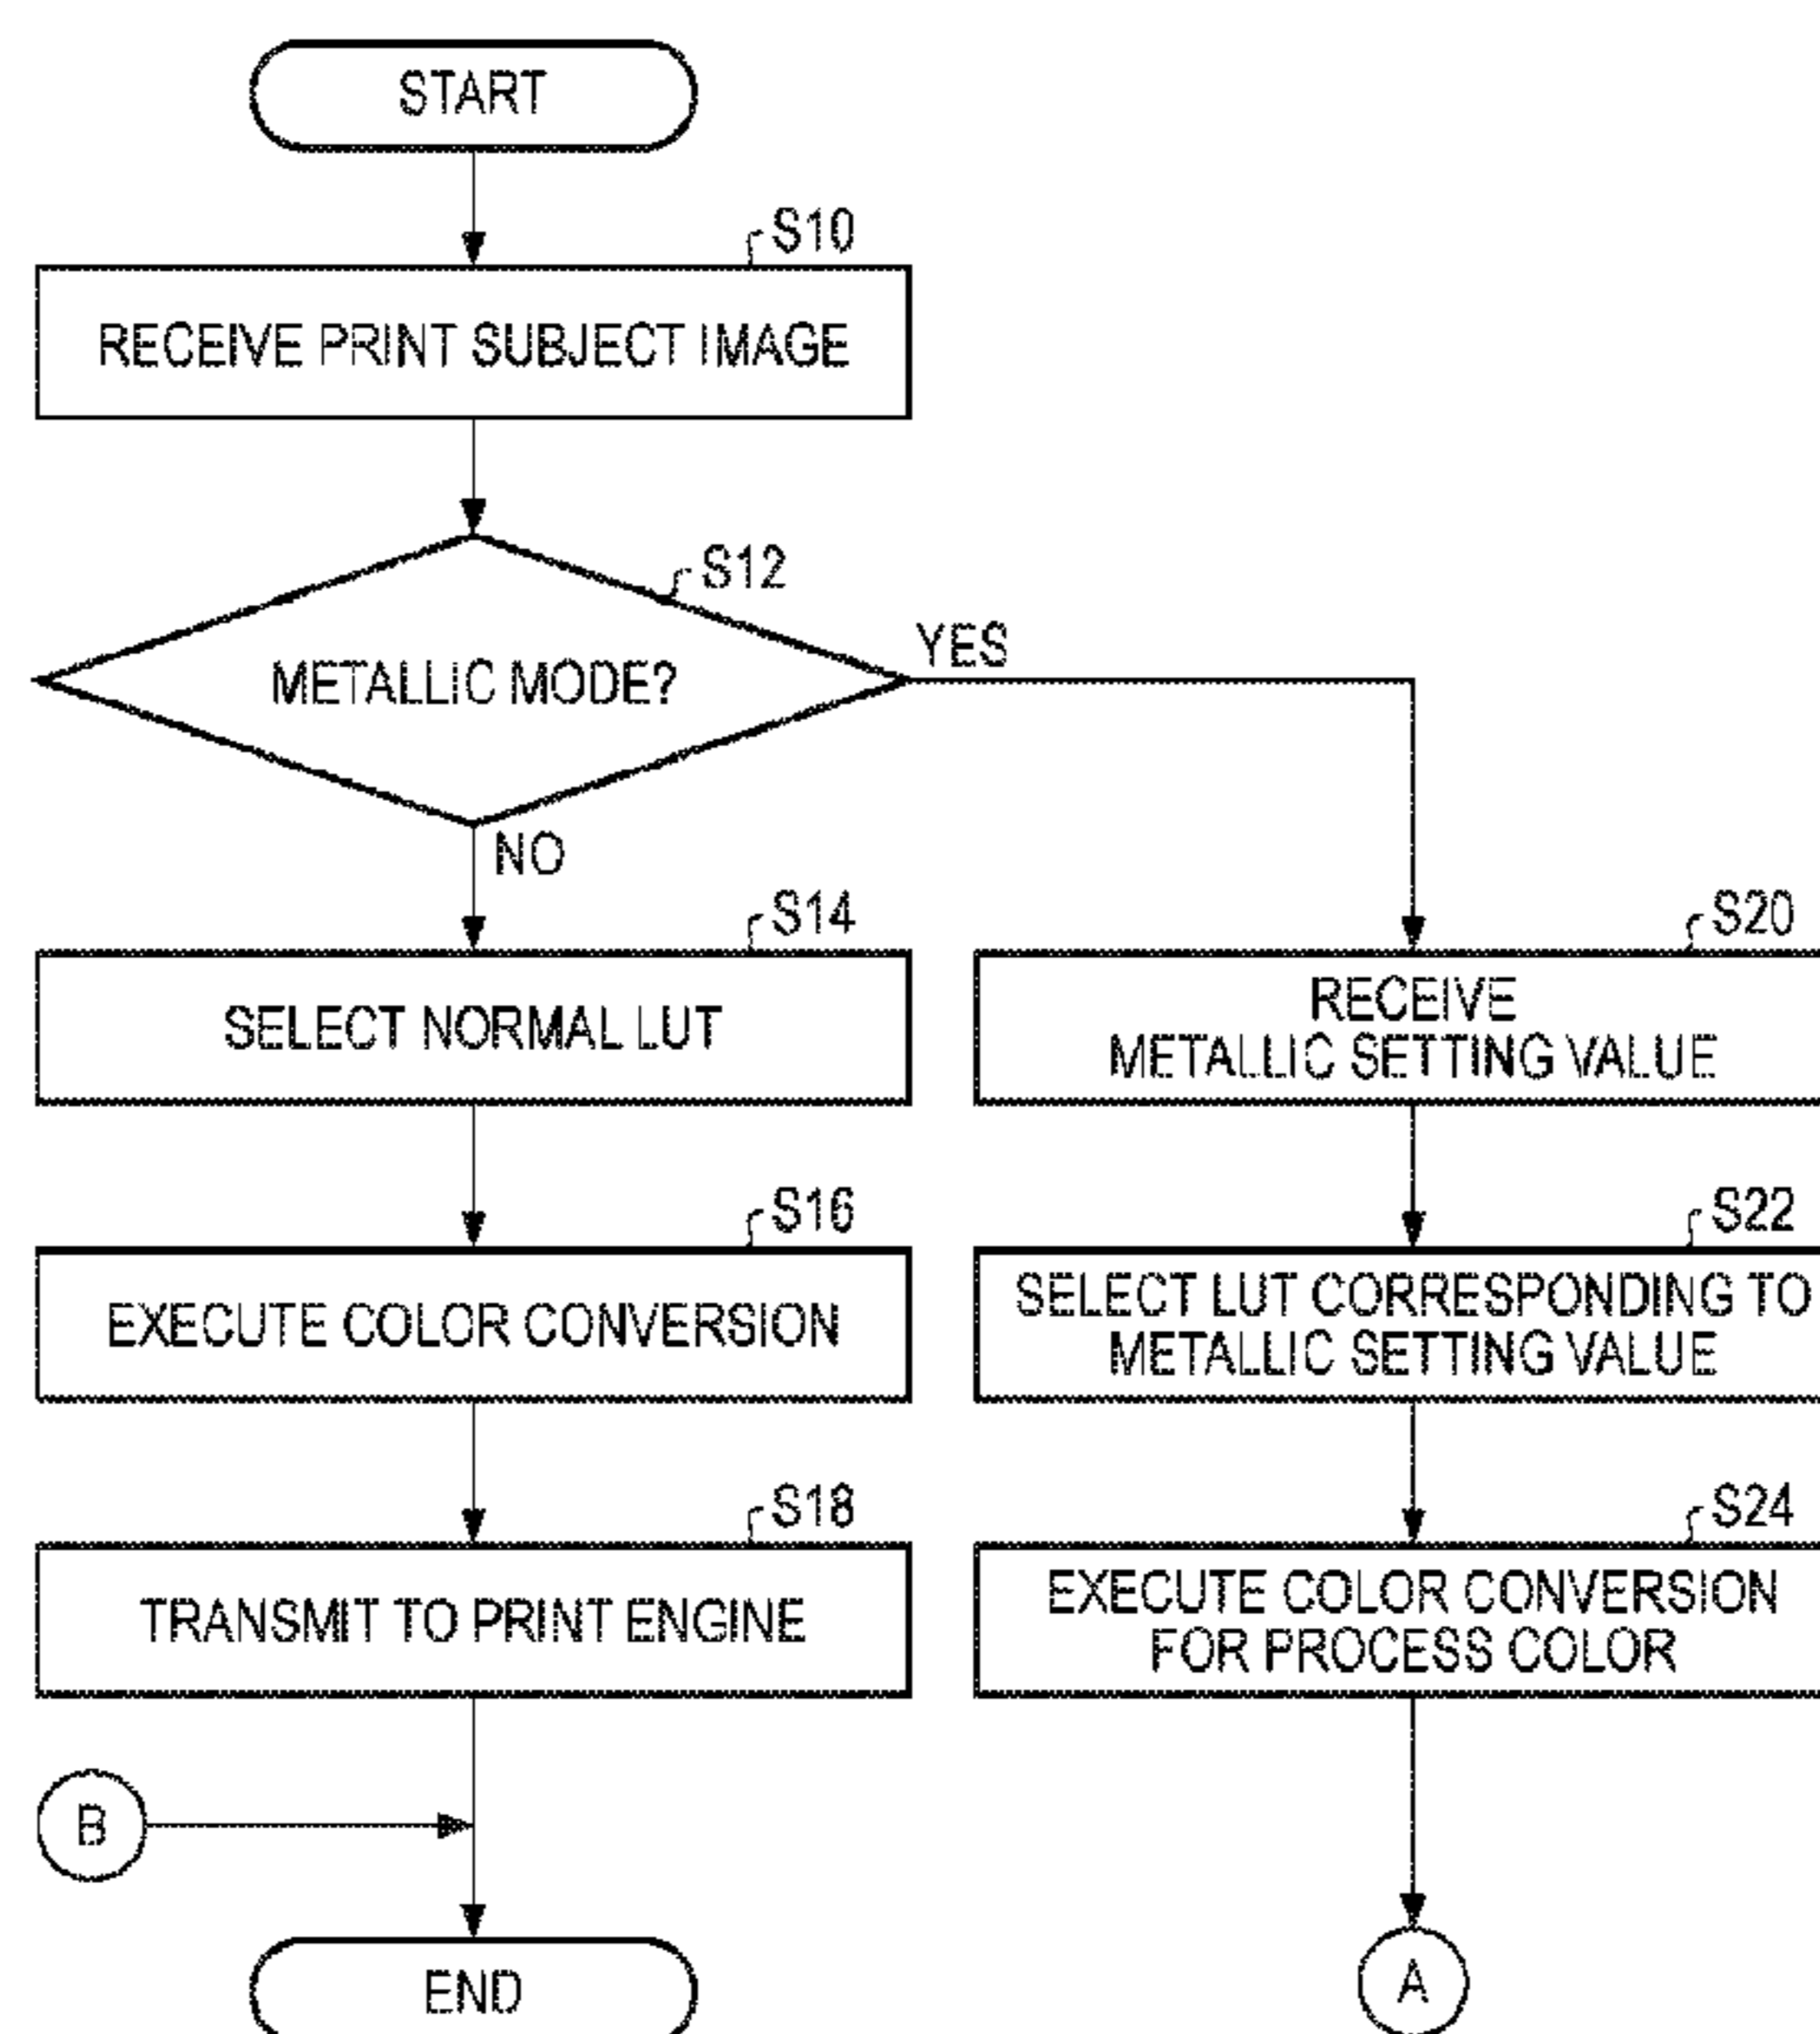 START
S10
RECEIVE PRINT SUBJECT IMAGE
S12
METALLIC MODE?
YES
NO
S14
SELECT NORMAL LUT
S16
EXECUTE COLOR CONVERSION
S18
TRANSMIT TO PRINT ENGINE
B
END
S20
RECEIVE
METALLIC SETTING VALUE
S22
SELECT LUT CORRESPONDING TO
METALLIC SETTING VALUE
S24
EXECUTE COLOR CONVERSION
FOR PROCESS COLOR
A